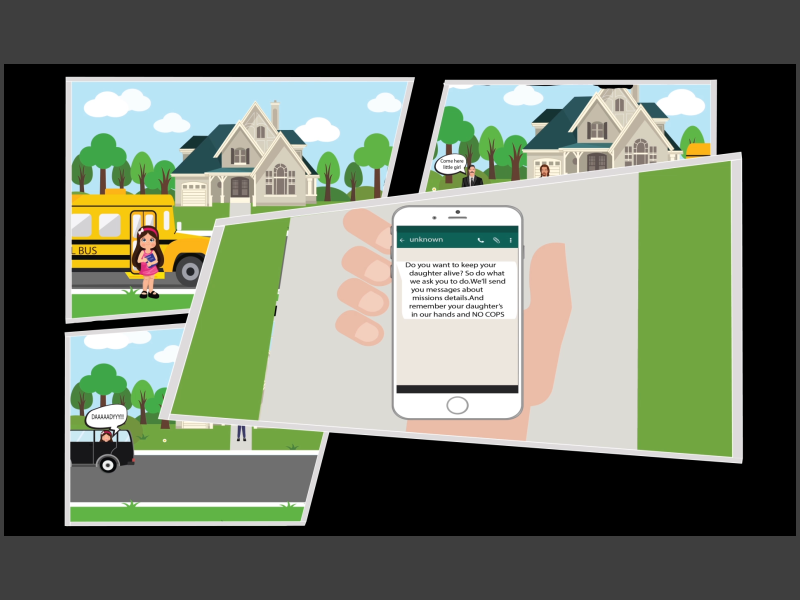 L BUS
Come here
little girl
unknown
Do you want to keep your
daughter alive? So do what
we ask you to do.We'll send
you messages about
missions details.And
remember your daughter's
in our hands and NO COPS
DAAAAADYYY!!!